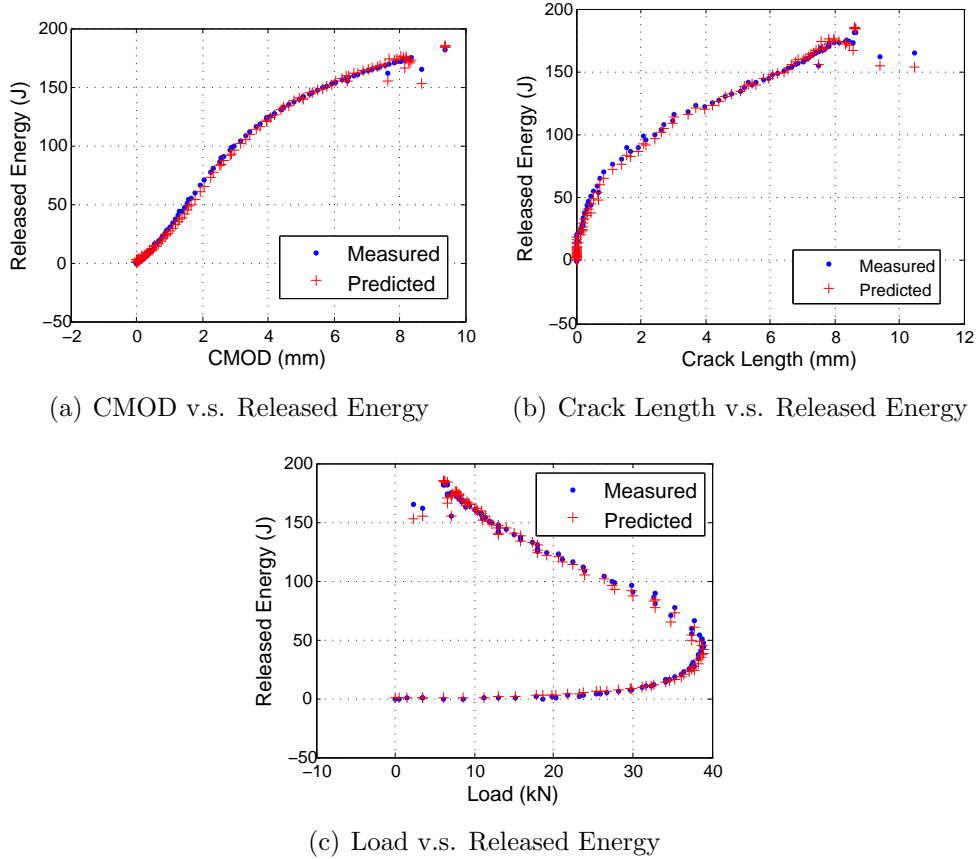 200
150
100
50
0
−50
−2
0
2
4
6
8
10
Released Energy (J)
CMOD (mm)
Measured
Predicted
(a) CMOD v.s. Released Energy
200
150
100
50
0
−50
0
2
4
6
8
10
12
Released Energy (J)
Crack Length (mm)
Measured
Predicted
(b) Crack Length v.s. Released Energy
200
150
100
50
0
−50
−10
0
10
20
30
40
Released Energy (J)
Load (kN)
Measured
Predicted
(c) Load v.s. Released Energy